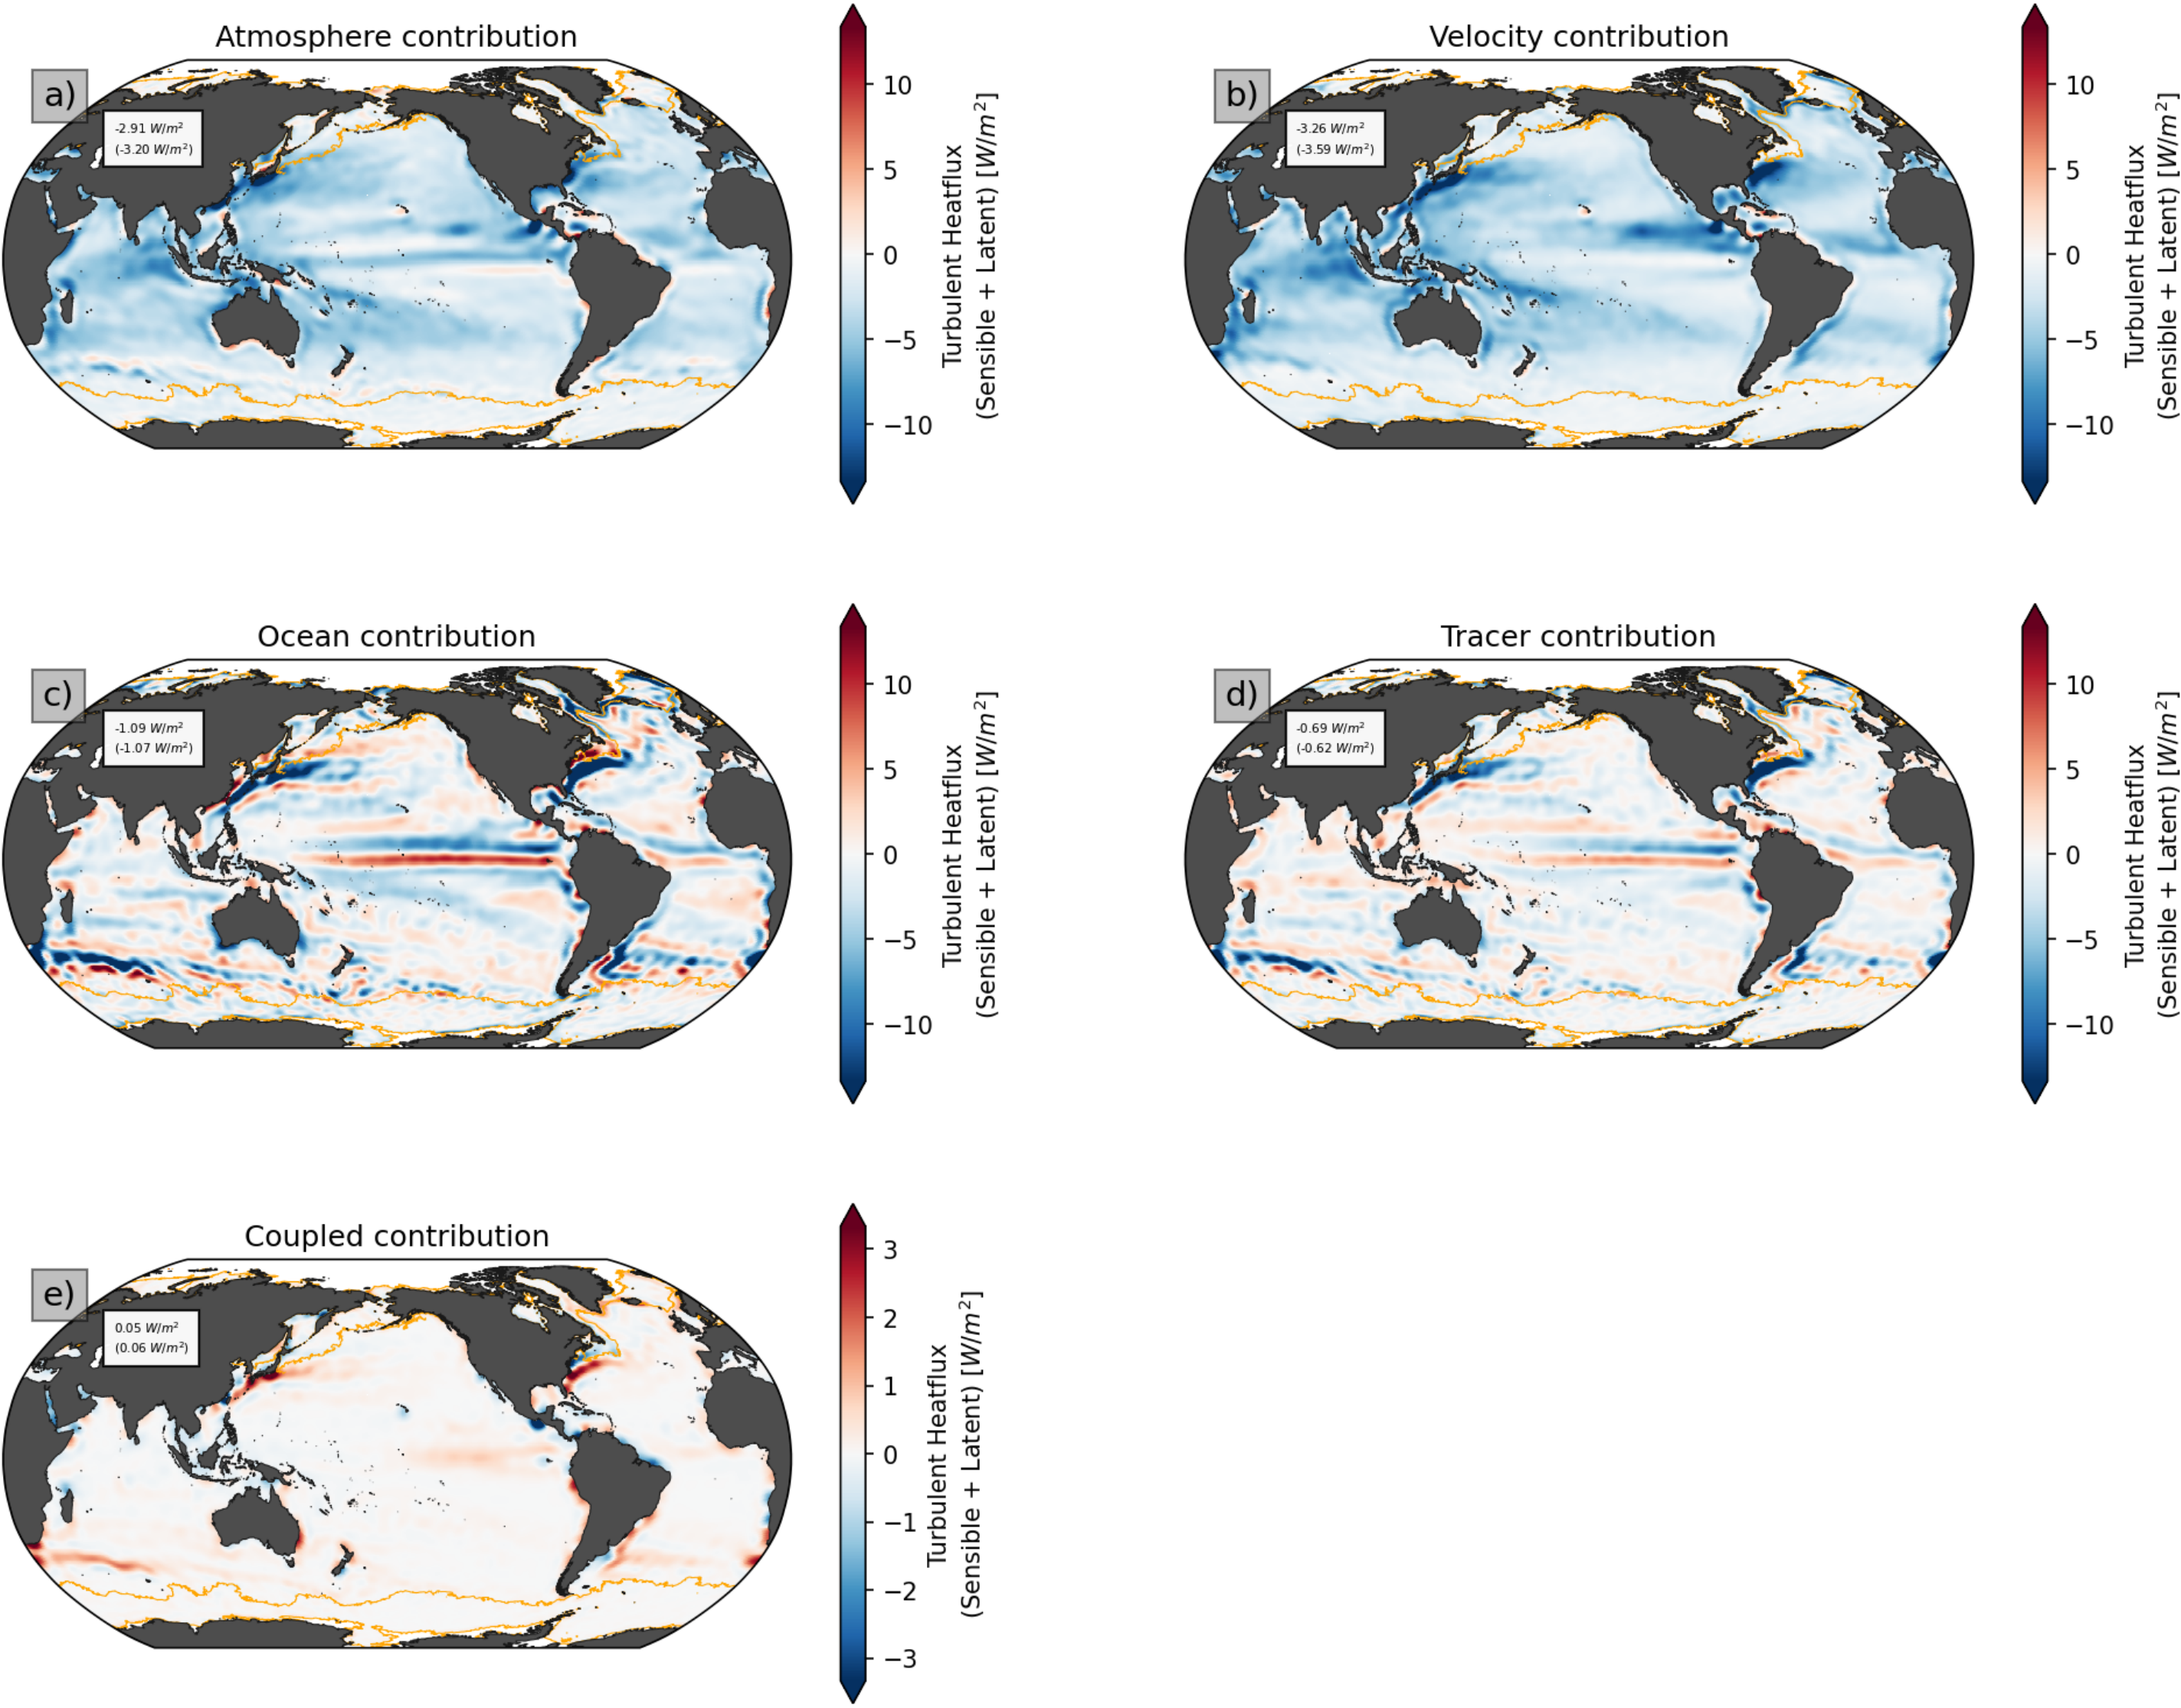 Atmosphere contribution
a)
-2.91 W/m²
(-3.20 W/m²)
10
5
0
−5
−10
Turbulent Heatflux
(Sensible + Latent) [W/m²]
Velocity contribution
b)
-3.26 W/m²
(-3.59 W/m²)
10
5
0
−5
−10
Turbulent Heatflux
(Sensible + Latent) [W/m²]
Ocean contribution
c)
-1.09 W/m²
(-1.07 W/m²)
10
5
0
−5
−10
Turbulent Heatflux
(Sensible + Latent) [W/m²]
Tracer contribution
d)
-0.69 W/m²
(-0.62 W/m²)
10
5
0
−5
−10
Turbulent Heatflux
(Sensible + Latent) [W/m²]
Coupled contribution
e)
0.05 W/m²
(0.06 W/m²)
3
2
1
0
−1
−2
−3
Turbulent Heatflux
(Sensible + Latent) [W/m²]